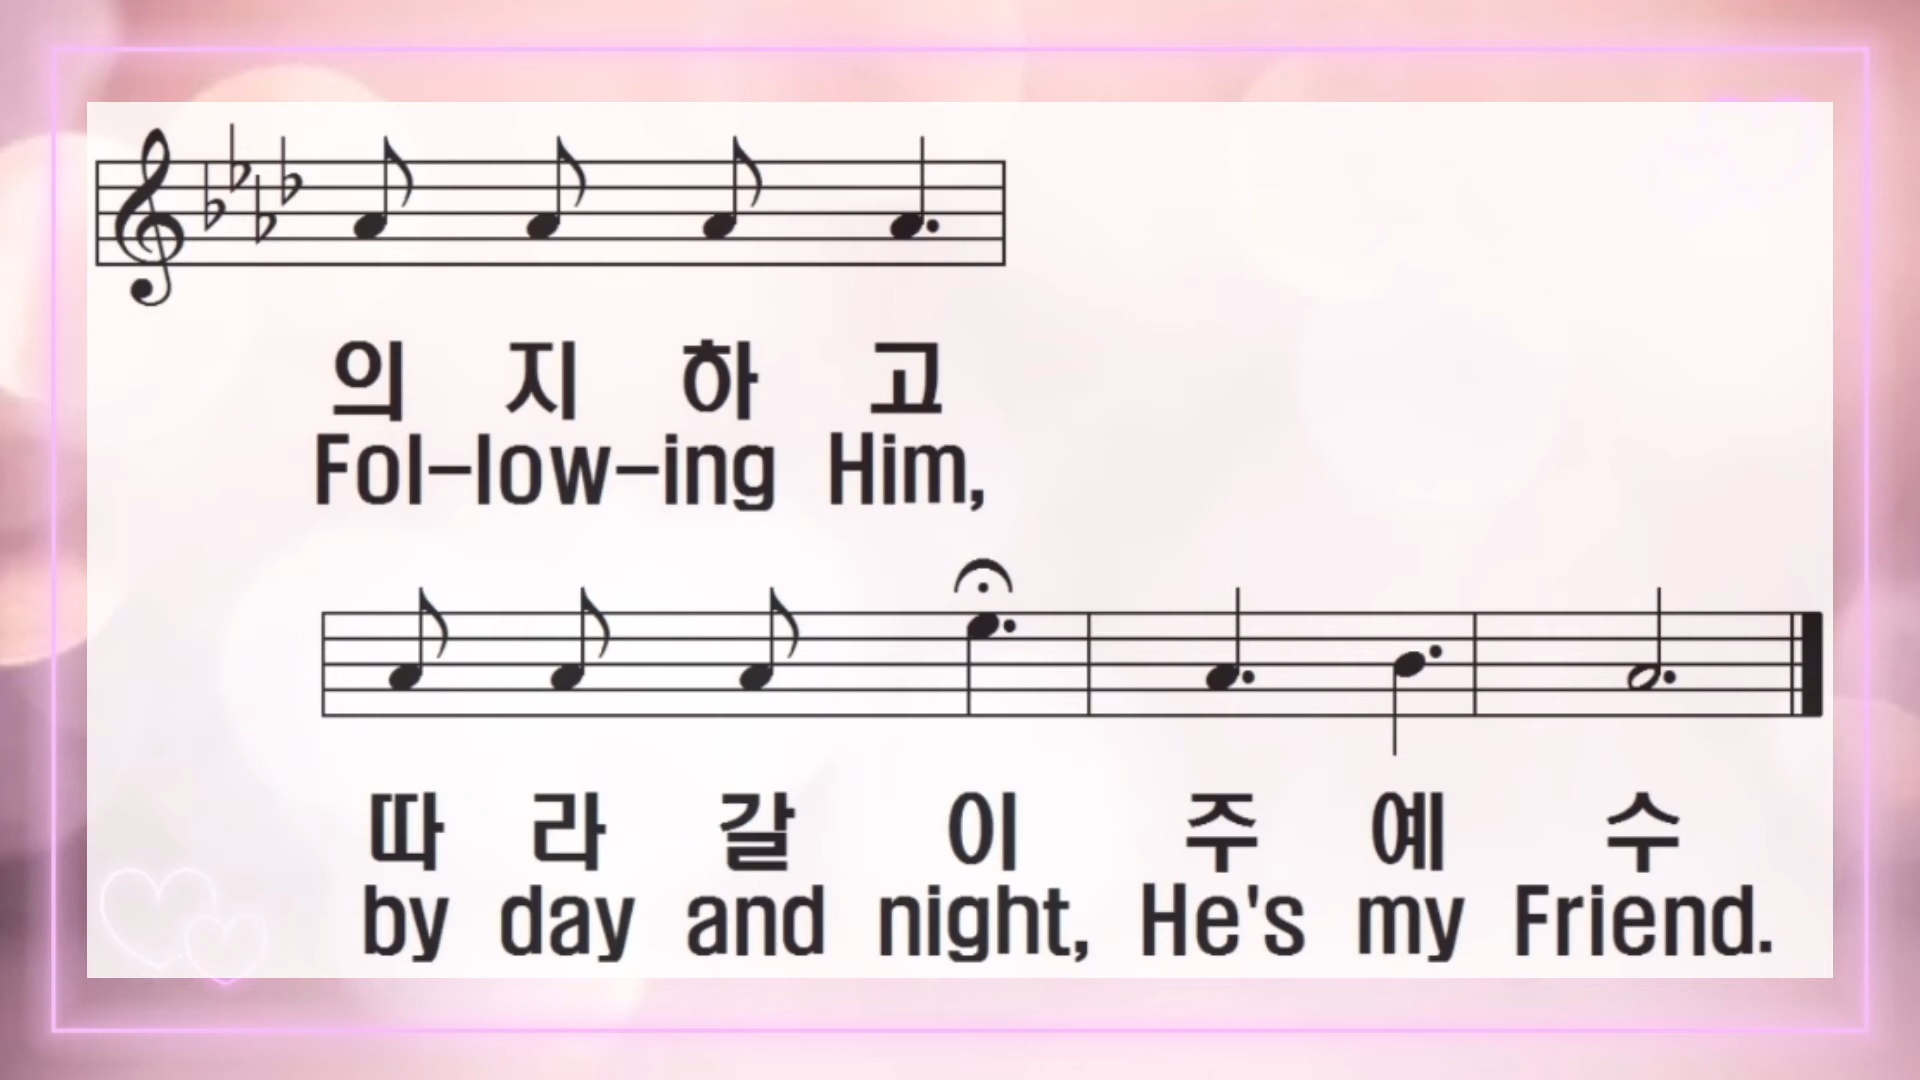 의 지 하 고
Fol-low-ing Him,
따 라 갈 이 주 예 수
by day and night, He's my Friend.